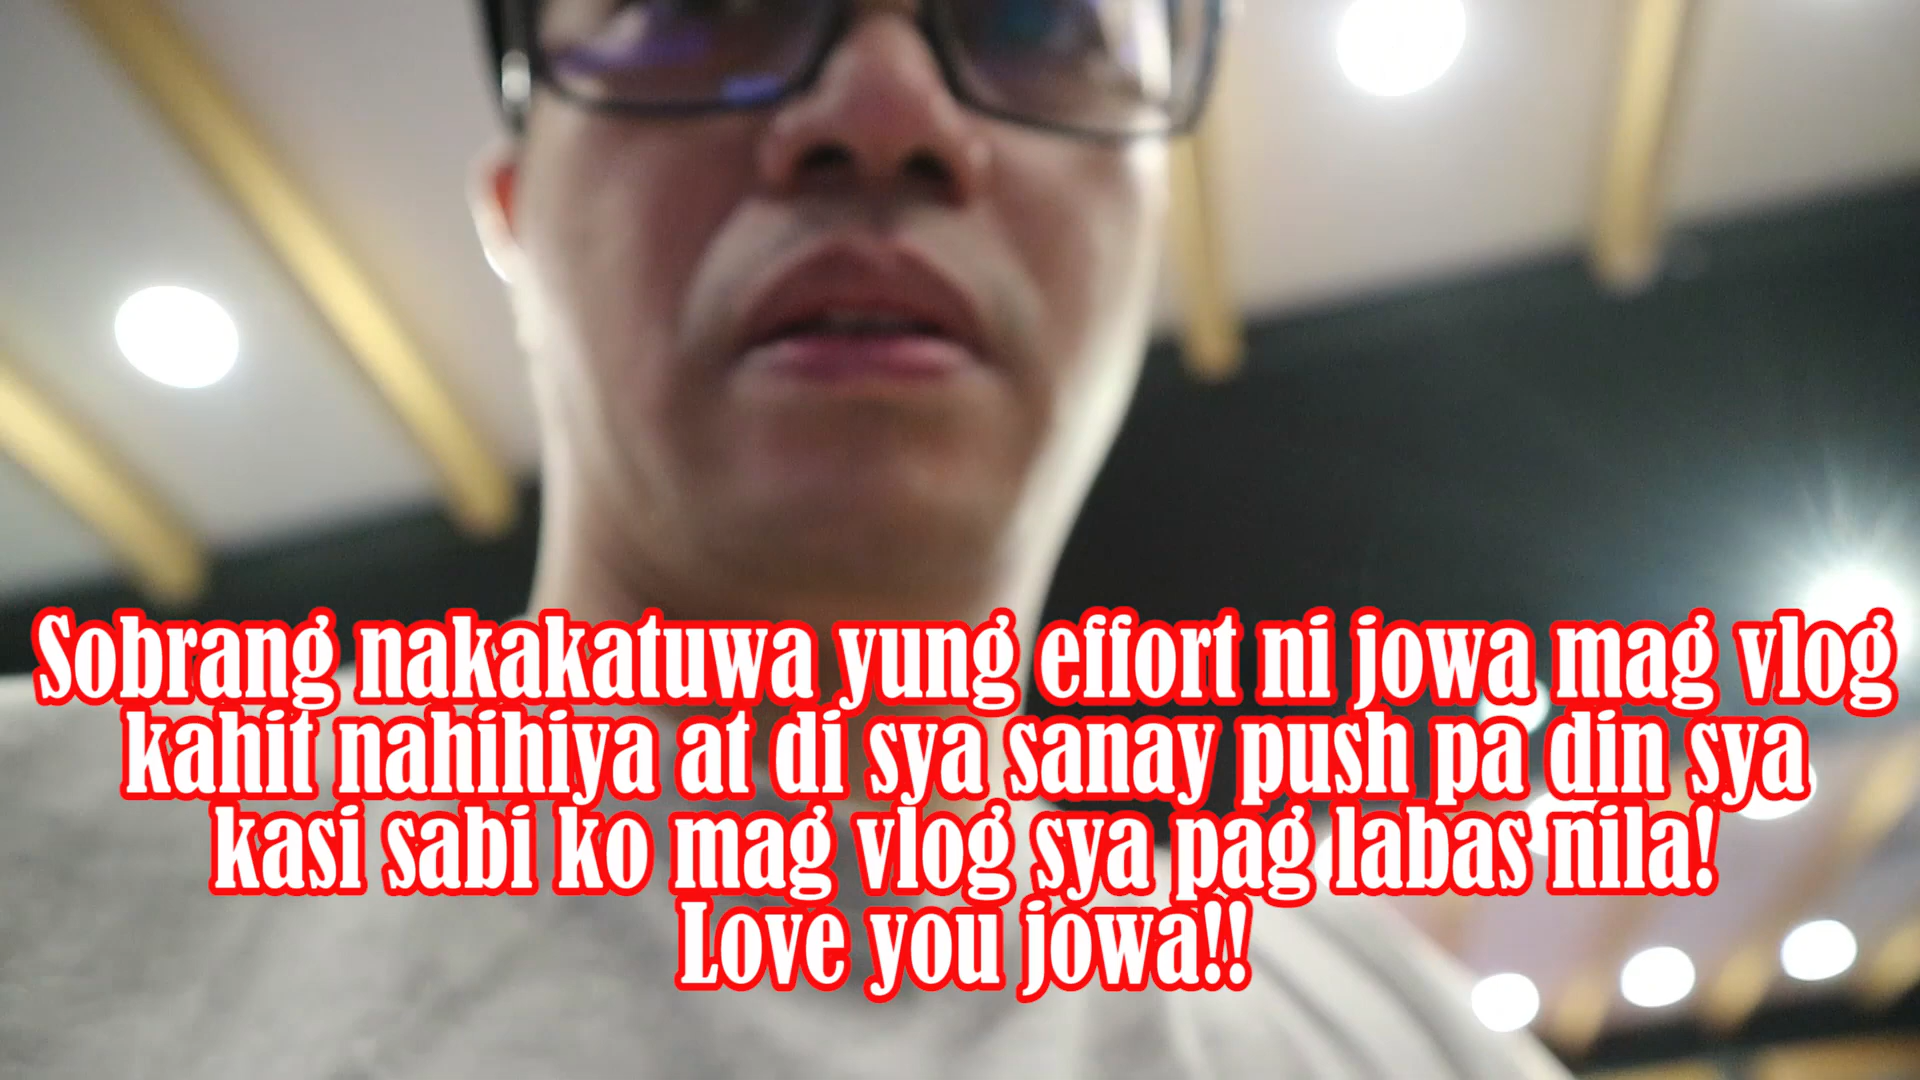 Sobrang nakakatuwa yung effort ni jowa mag vlog
kahit nahihiya at di sya sanay push pa din sya
kasi sabi ko mag vlog sya pag labas nila!
Love you jowa!!